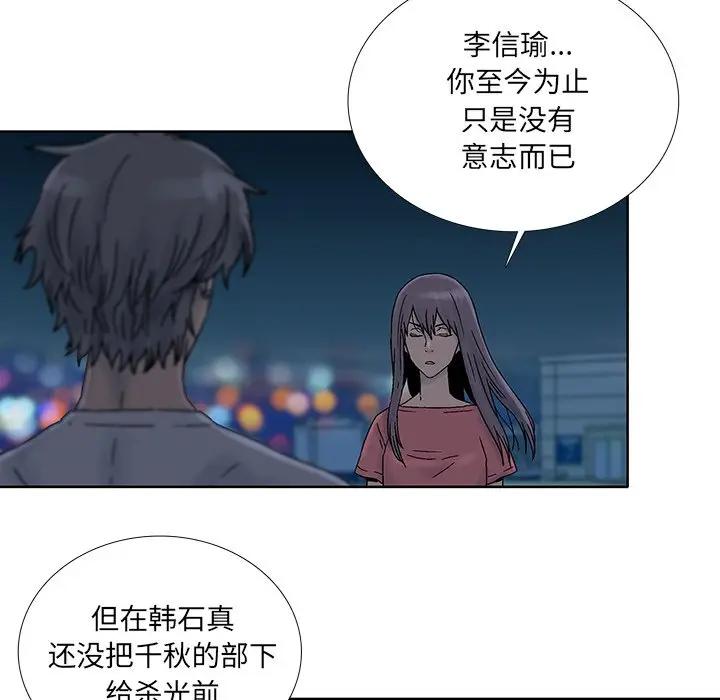 李信瑜...
你至今为止
只是没有
意志而已
但在韩石真
还没把千秋的部下
给杀光前